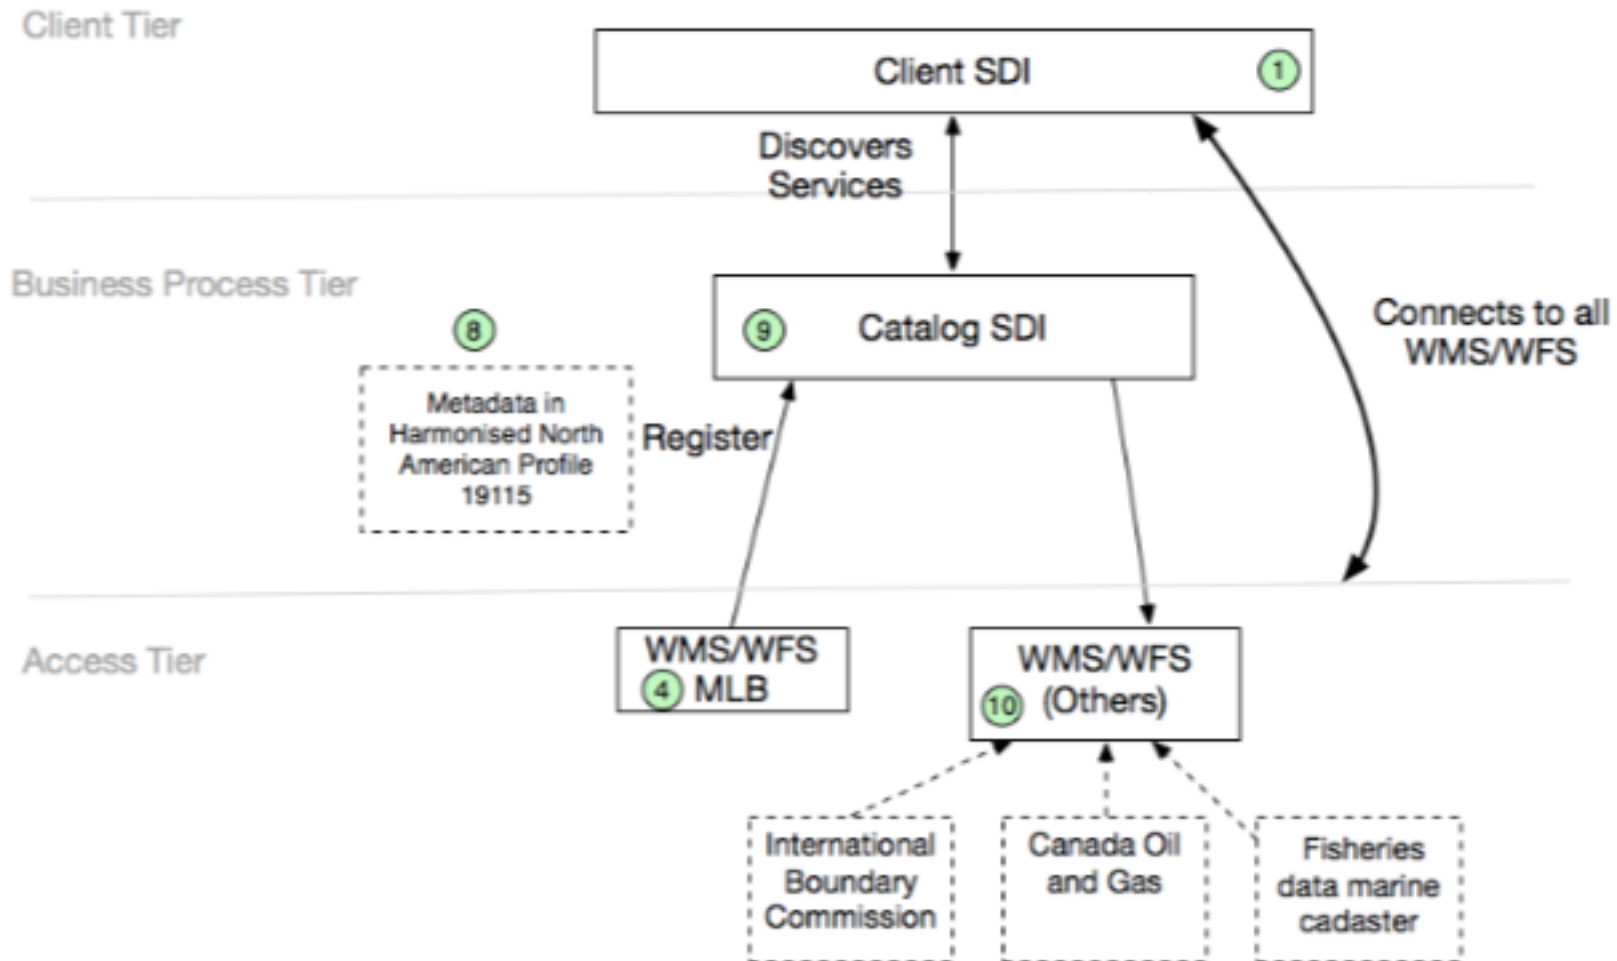 Client Tier
Client SDI
1
Discovers
Services
Business Process Tier
8
9
Catalog SDI
Connects to all
WMS/WFS
Metadata in
Harmonised North
American Profile
19115
Register
Access Tier
WMS/WFS
4 MLB
WMS/WFS
10 (Others)
International
Boundary
Commission
Canada Oil
and Gas
Fisheries
data marine
cadaster